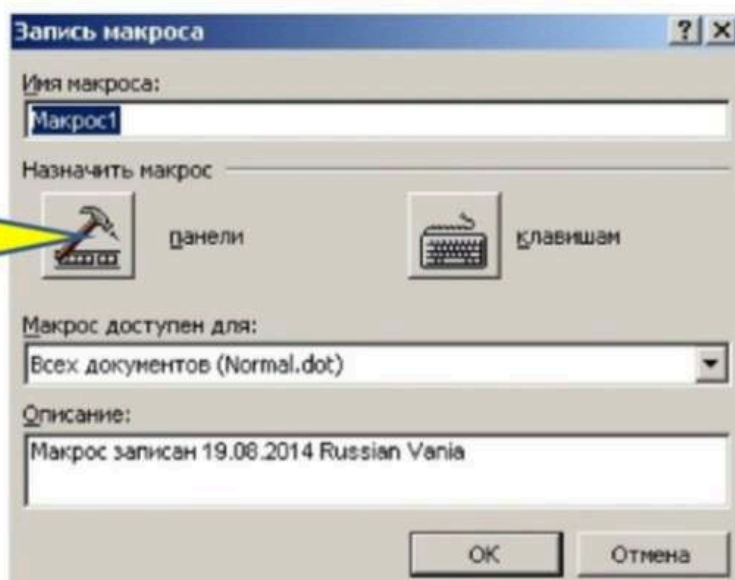 Запись макроса
Имя макроса:
Макрос1
Назначить макрос
панели
клавишам
Макрос доступен для:
Всех документов (Normal.dot)
Описание:
Макрос записан 19.08.2014 Russian Vania
ОК
Отмена